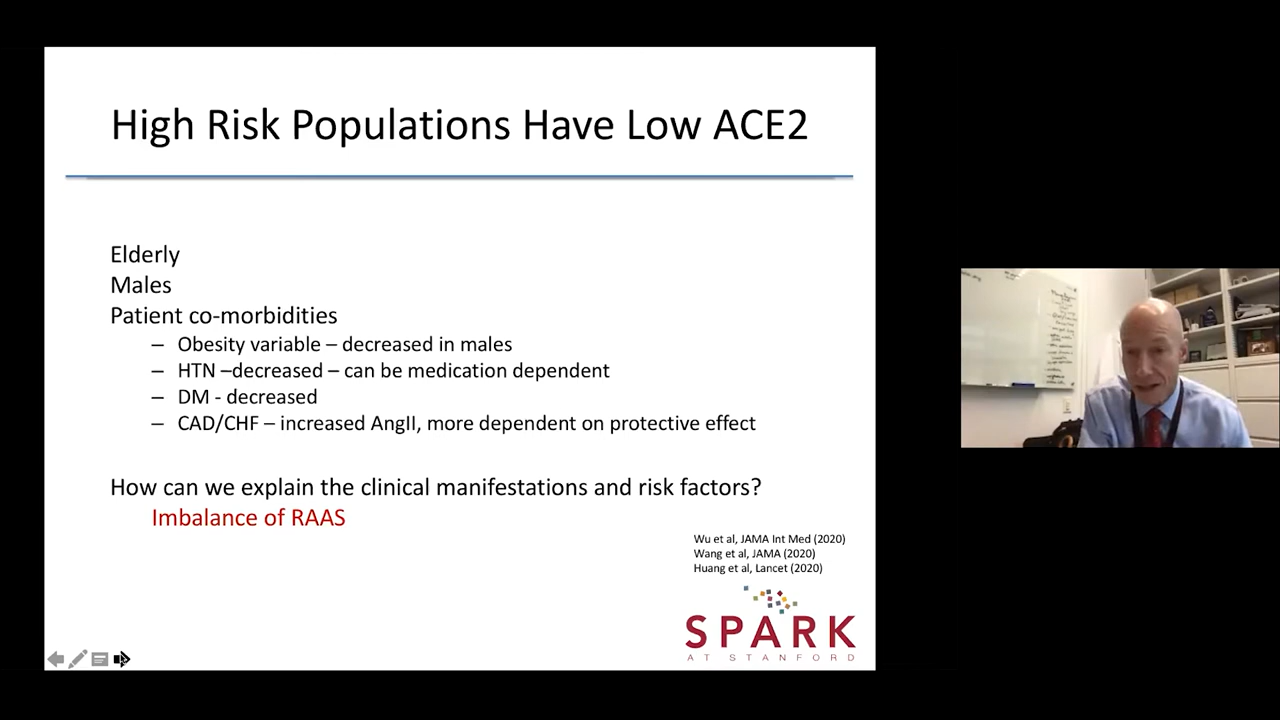 High Risk Populations Have Low ACE2
Elderly
Males
Patient co-morbidities
– Obesity variable – decreased in males
– HTN –decreased – can be medication dependent
– DM - decreased
– CAD/CHF – increased AngII, more dependent on protective effect
How can we explain the clinical manifestations and risk factors?
Imbalance of RAAS
Wu et al, JAMA Int Med (2020)
Wang et al, JAMA (2020)
Huang et al, Lancet (2020)
SPARK
AT STANFORD